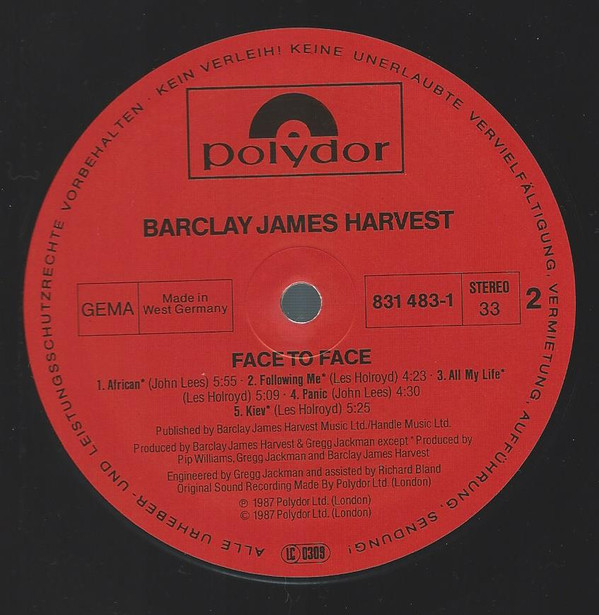 ALLE URHEBER- UND LEISTUNGSSCHUTZRECHTE VORBEHALTEN · KEIN VERLEIH! KEINE UNERLAUBTE VERVIELFÄLTIGUNG, VERMIETUNG, AUFFÜHRUNG, SENDUNG!
polydor
BARCLAY JAMES HARVEST
GEMA
Made in
West Germany
831 483-1
STEREO
33
2
FACE TO FACE
1. African* (John Lees) 5:55 · 2. Following Me* (Les Holroyd) 4:23 · 3. All My Life*
(Les Holroyd) 5:09 · 4. Panic (John Lees) 4:30
5. Kiev* (Les Holroyd) 5:25
Published by Barclay James Harvest Music Ltd./Handle Music Ltd.
Produced by Barclay James Harvest & Gregg Jackman except * Produced by
Pip Williams, Gregg Jackman and Barclay James Harvest
Engineered by Gregg Jackman and assisted by Richard Bland
Original Sound Recording Made By Polydor Ltd. (London)
℗ 1987 Polydor Ltd. (London)
© 1987 Polydor Ltd. (London)
LC 0309